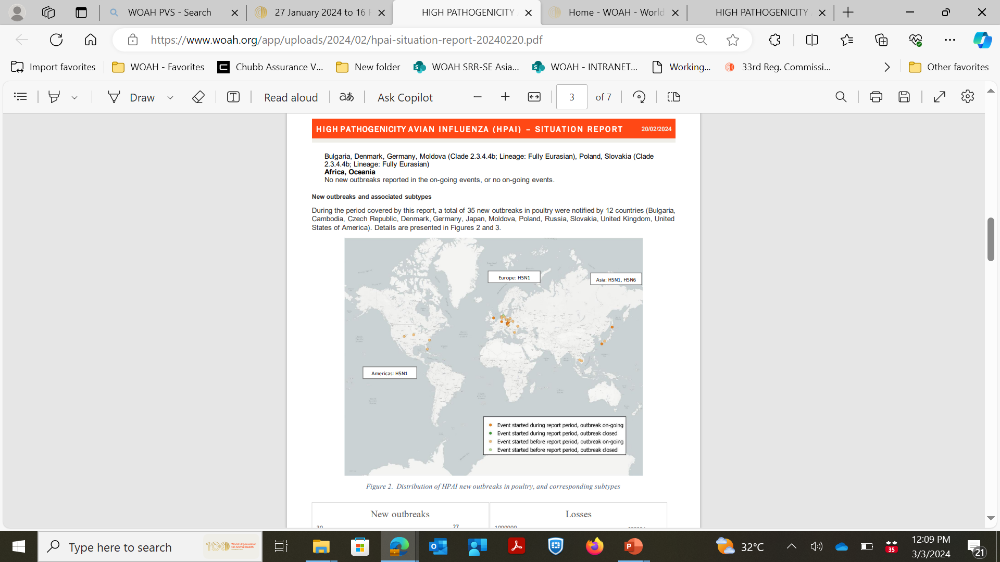 WOAH PVS - Search
27 January 2024 to 16 F
HIGH PATHOGENICITY
Home - WOAH - World
HIGH PATHOGENICITY
https://www.woah.org/app/uploads/2024/02/hpai-situation-report-20240220.pdf
Import favorites
WOAH - Favorites
Chubb Assurance V...
New folder
WOAH SRR-SE Asia...
WOAH - INTRANET...
Working...
33rd Reg. Commissi...
Other favorites
Draw
Read aloud
Ask Copilot
3
of 7
HIGH PATHOGENICITY AVIAN INFLUENZA (HPAI) – SITUATION REPORT 20/02/2024
Bulgaria, Denmark, Germany, Moldova (Clade 2.3.4.4b; Lineage: Fully Eurasian), Poland, Slovakia (Clade
2.3.4.4b; Lineage: Fully Eurasian)
Africa, Oceania
No new outbreaks reported in the on-going events, or no on-going events.
New outbreaks and associated subtypes
During the period covered by this report, a total of 35 new outbreaks in poultry were notified by 12 countries (Bulgaria,
Cambodia, Czech Republic, Denmark, Germany, Japan, Moldova, Poland, Russia, Slovakia, United Kingdom, United
States of America). Details are presented in Figures 2 and 3.
Europe: H5N1
Asia: H5N1, H5N6
Americas: H5N1
Event started during report period, outbreak on-going
Event started during report period, outbreak closed
Event started before report period, outbreak on-going
Event started before report period, outbreak closed
Figure 2. Distribution of HPAI new outbreaks in poultry, and corresponding subtypes
New outbreaks
Losses
27
Type here to search
World Organisation
for Animal Health
35
32°C
12:09 PM
3/3/2024
21